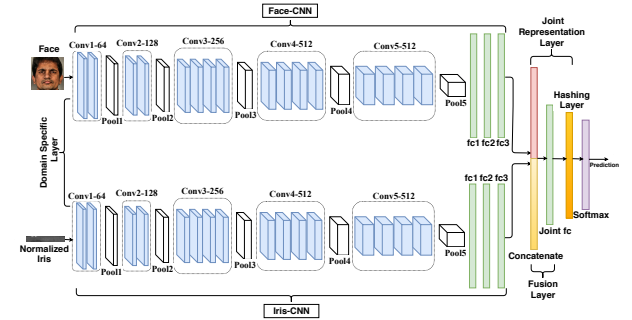 Face-CNN
Joint
Representation
Layer
Face
Conv1-64
Conv2-128
Conv3-256
Conv4-512
Conv5-512
Hashing
Layer
Pool1
Pool2
Pool3
Pool4
Pool5
fc1 fc2 fc3
Domain Specific
Layer
Prediction
Conv1-64
Conv2-128
Conv3-256
Conv4-512
Conv5-512
fc1 fc2 fc3
Softmax
Joint fc
Normalized
Iris
Pool1
Pool2
Pool3
Pool4
Pool5
Concatenate
Fusion
Layer
Iris-CNN